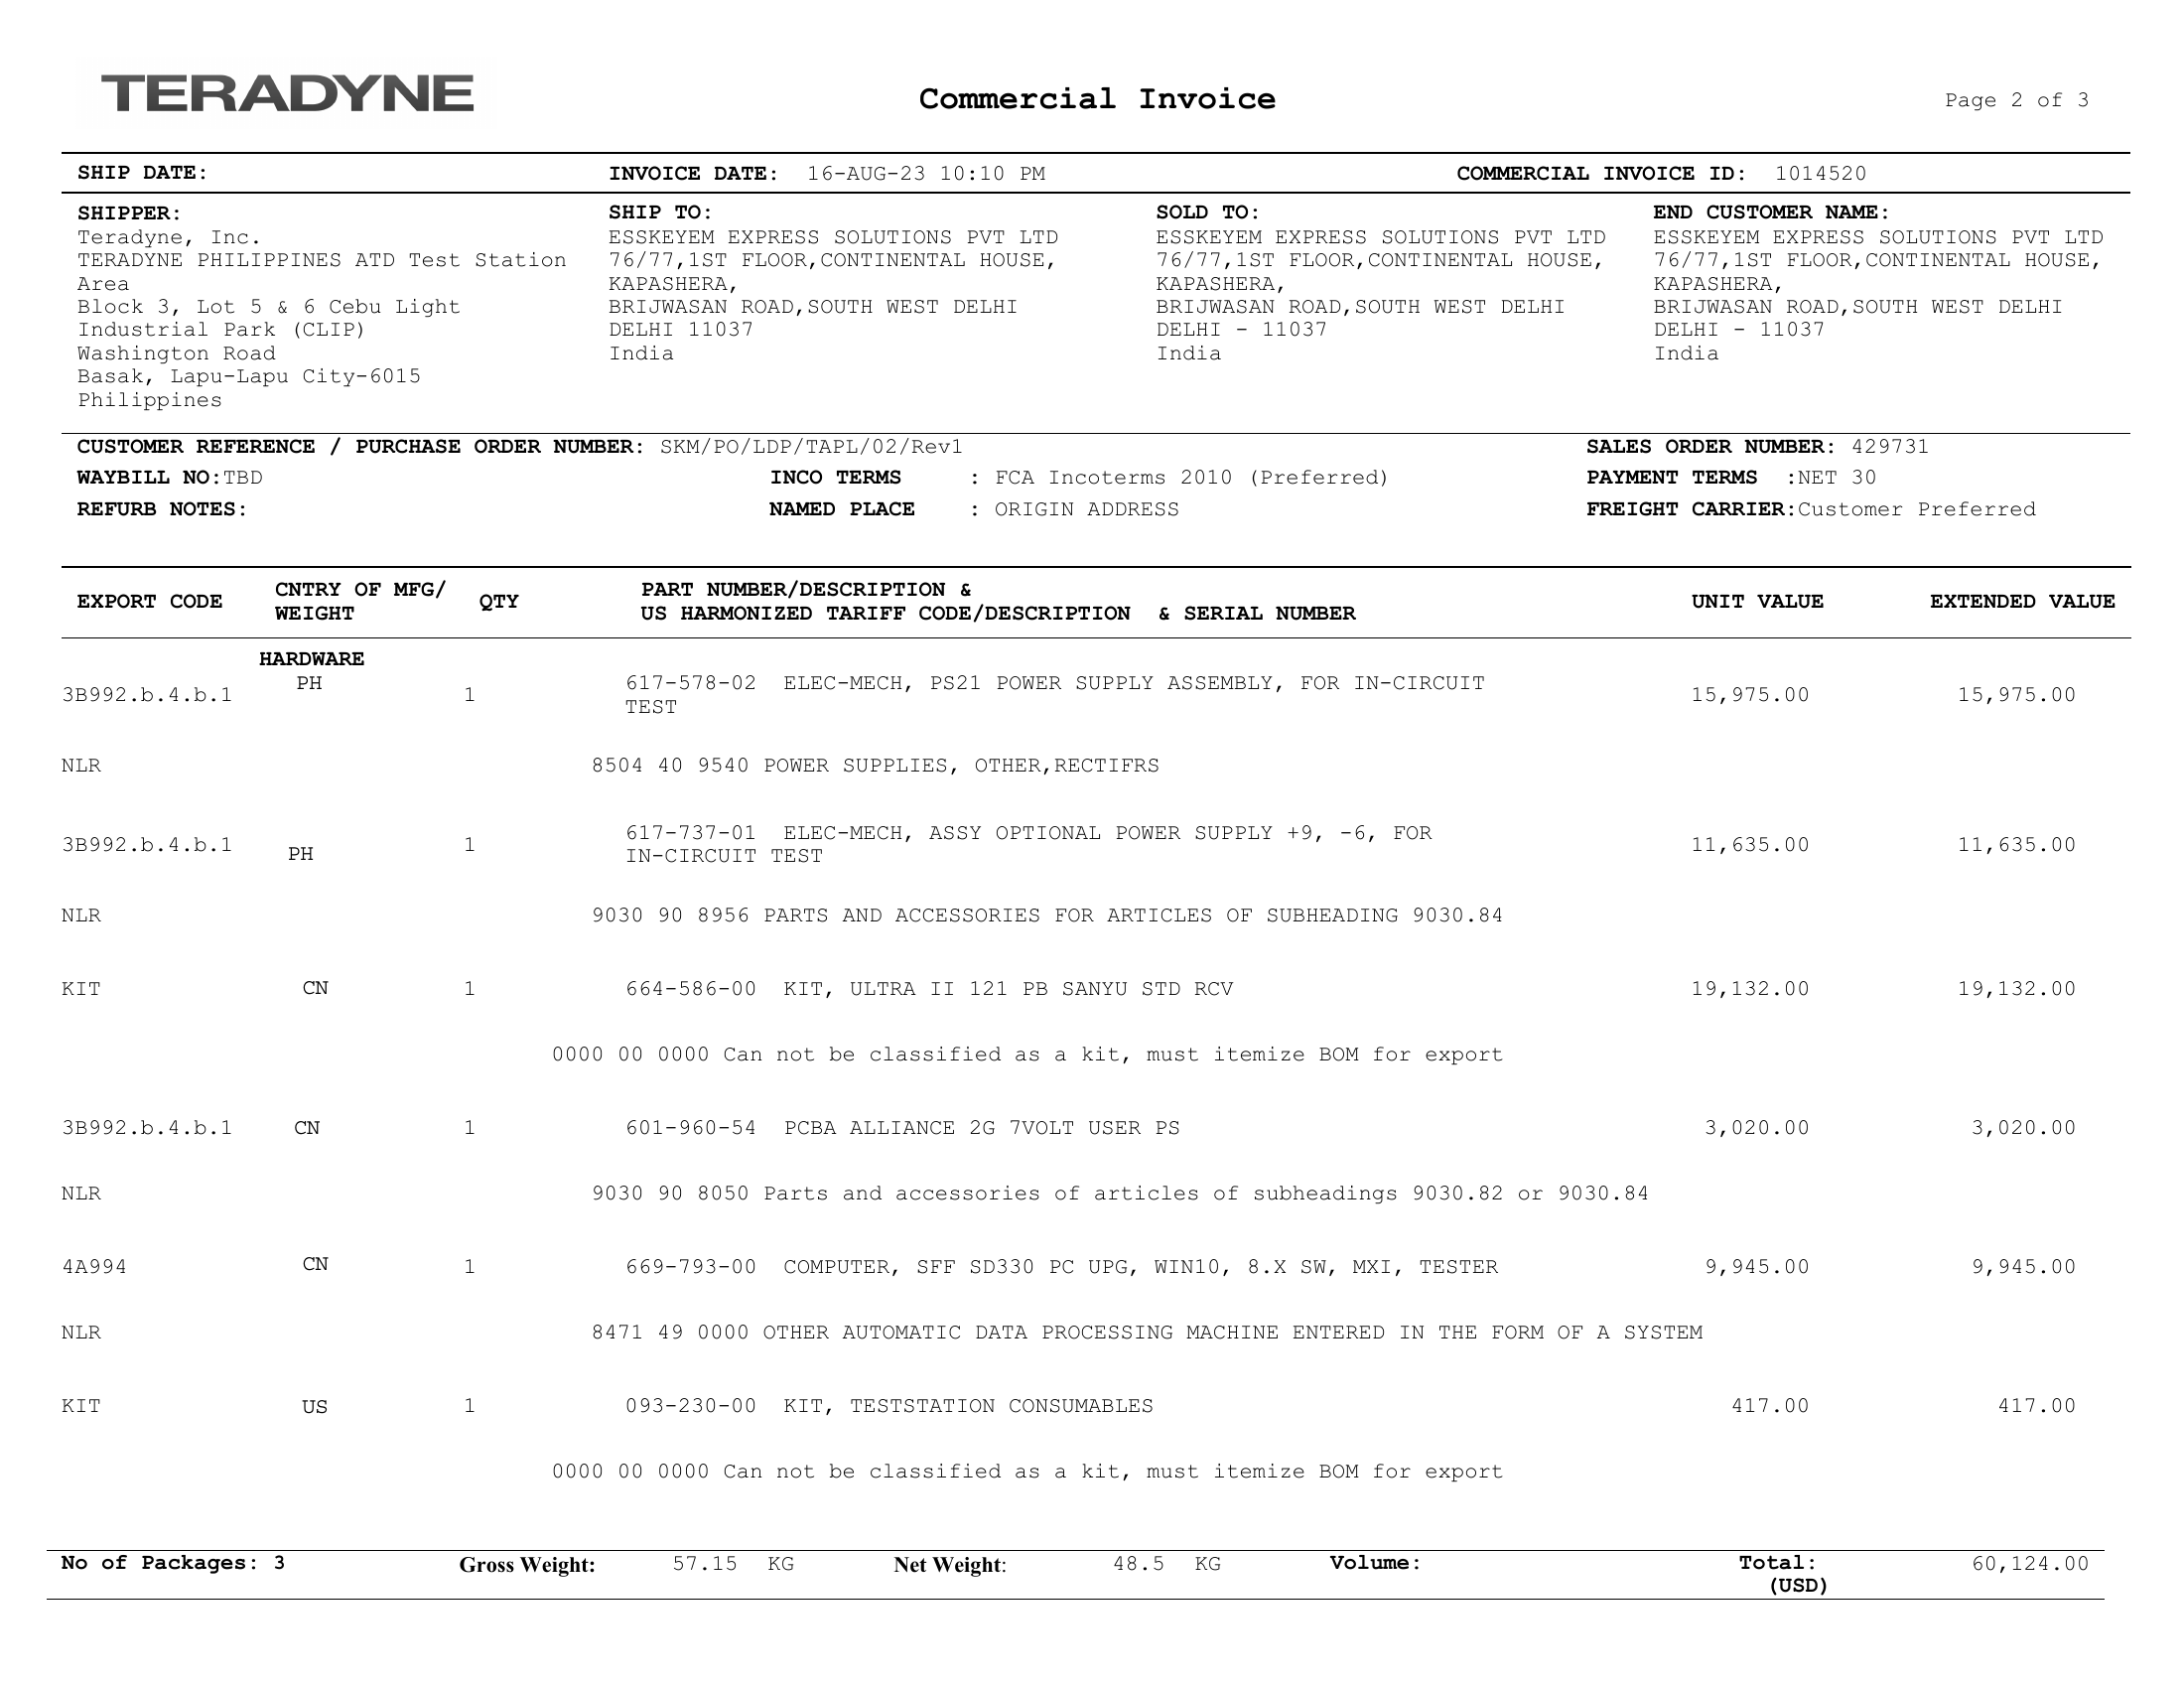 TERADYNE
Commercial Invoice
Page 2 of 3
SHIP DATE: INVOICE DATE: 16-AUG-23 10:10 PM COMMERCIAL INVOICE ID: 1014520
SHIPPER:
Teradyne, Inc.
TERADYNE PHILIPPINES ATD Test Station
Area
Block 3, Lot 5 & 6 Cebu Light
Industrial Park (CLIP)
Washington Road
Basak, Lapu-Lapu City-6015
Philippines
SHIP TO:
ESSKEYEM EXPRESS SOLUTIONS PVT LTD
76/77,1ST FLOOR,CONTINENTAL HOUSE,
KAPASHERA,
BRIJWASAN ROAD,SOUTH WEST DELHI
DELHI 11037
India
SOLD TO:
ESSKEYEM EXPRESS SOLUTIONS PVT LTD
76/77,1ST FLOOR,CONTINENTAL HOUSE,
KAPASHERA,
BRIJWASAN ROAD,SOUTH WEST DELHI
DELHI - 11037
India
END CUSTOMER NAME:
ESSKEYEM EXPRESS SOLUTIONS PVT LTD
76/77,1ST FLOOR,CONTINENTAL HOUSE,
KAPASHERA,
BRIJWASAN ROAD,SOUTH WEST DELHI
DELHI - 11037
India
CUSTOMER REFERENCE / PURCHASE ORDER NUMBER: SKM/PO/LDP/TAPL/02/Rev1 SALES ORDER NUMBER: 429731
WAYBILL NO:TBD INCO TERMS : FCA Incoterms 2010 (Preferred) PAYMENT TERMS :NET 30
REFURB NOTES: NAMED PLACE : ORIGIN ADDRESS FREIGHT CARRIER:Customer Preferred
EXPORT CODE
CNTRY OF MFG/
WEIGHT
QTY
PART NUMBER/DESCRIPTION &
US HARMONIZED TARIFF CODE/DESCRIPTION & SERIAL NUMBER
UNIT VALUE
EXTENDED VALUE
HARDWARE
3B992.b.4.b.1 PH 1 617-578-02 ELEC-MECH, PS21 POWER SUPPLY ASSEMBLY, FOR IN-CIRCUIT
TEST
15,975.00 15,975.00
NLR 8504 40 9540 POWER SUPPLIES, OTHER,RECTIFRS
3B992.b.4.b.1 PH 1 617-737-01 ELEC-MECH, ASSY OPTIONAL POWER SUPPLY +9, -6, FOR
IN-CIRCUIT TEST
11,635.00 11,635.00
NLR 9030 90 8956 PARTS AND ACCESSORIES FOR ARTICLES OF SUBHEADING 9030.84
KIT CN 1 664-586-00 KIT, ULTRA II 121 PB SANYU STD RCV 19,132.00 19,132.00
0000 00 0000 Can not be classified as a kit, must itemize BOM for export
3B992.b.4.b.1 CN 1 601-960-54 PCBA ALLIANCE 2G 7VOLT USER PS 3,020.00 3,020.00
NLR 9030 90 8050 Parts and accessories of articles of subheadings 9030.82 or 9030.84
4A994 CN 1 669-793-00 COMPUTER, SFF SD330 PC UPG, WIN10, 8.X SW, MXI, TESTER 9,945.00 9,945.00
NLR 8471 49 0000 OTHER AUTOMATIC DATA PROCESSING MACHINE ENTERED IN THE FORM OF A SYSTEM
KIT US 1 093-230-00 KIT, TESTSTATION CONSUMABLES 417.00 417.00
0000 00 0000 Can not be classified as a kit, must itemize BOM for export
No of Packages: 3 Gross Weight: 57.15 KG Net Weight: 48.5 KG Volume: Total: 60,124.00
(USD)